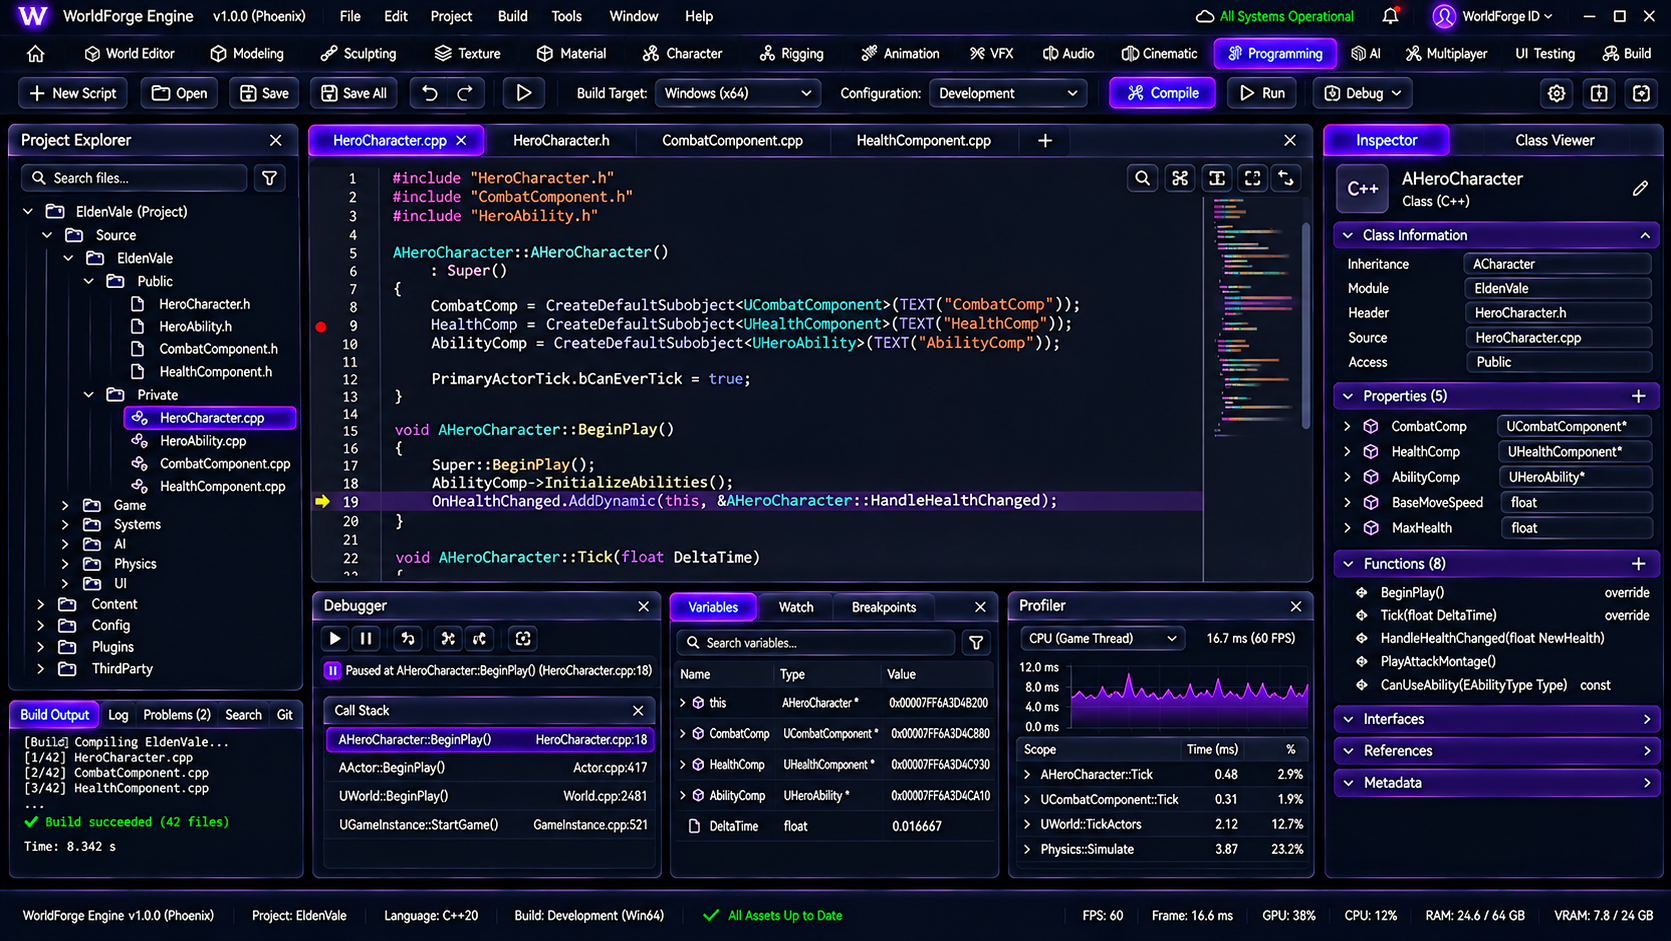 W WorldForge Engine v1.0.0 (Phoenix) File Edit Project Build Tools Window Help All Systems Operational WorldForge ID
World Editor Modeling Sculpting Texture Material Character Rigging Animation VFX Audio Cinematic Programming AI Multiplayer UI Testing Build
New Script Open Save Save All Build Target: Windows (x64) Configuration: Development Compile Run Debug
Project Explorer
Search files...
EldenVale (Project)
Source
EldenVale
Public
HeroCharacter.h
HeroAbility.h
CombatComponent.h
HealthComponent.h
Private
HeroCharacter.cpp
HeroAbility.cpp
CombatComponent.cpp
HealthComponent.cpp
Game
Systems
AI
Physics
UI
Content
Config
Plugins
ThirdParty
HeroCharacter.cpp HeroCharacter.h CombatComponent.cpp HealthComponent.cpp
1 #include "HeroCharacter.h"
2 #include "CombatComponent.h"
3 #include "HeroAbility.h"
4
5 AHeroCharacter::AHeroCharacter()
6 : Super()
7 {
8 CombatComp = CreateDefaultSubobject<UCombatComponent>(TEXT("CombatComp"));
9 HealthComp = CreateDefaultSubobject<UHealthComponent>(TEXT("HealthComp"));
10 AbilityComp = CreateDefaultSubobject<UHeroAbility>(TEXT("AbilityComp"));
11
12 PrimaryActorTick.bCanEverTick = true;
13 }
14
15 void AHeroCharacter::BeginPlay()
16 {
17 Super::BeginPlay();
18 AbilityComp->InitializeAbilities();
19 OnHealthChanged.AddDynamic(this, &AHeroCharacter::HandleHealthChanged);
20 }
21
22 void AHeroCharacter::Tick(float DeltaTime)
Inspector Class Viewer
C++ AHeroCharacter
Class (C++)
Class Information
Inheritance ACharacter
Module EldenVale
Header HeroCharacter.h
Source HeroCharacter.cpp
Access Public
Properties (5)
CombatComp UCombatComponent*
HealthComp UHealthComponent*
AbilityComp UHeroAbility*
BaseMoveSpeed float
MaxHealth float
Functions (8)
BeginPlay() override
Tick(float DeltaTime) override
HandleHealthChanged(float NewHealth)
PlayAttackMontage()
CanUseAbility(EAbilityType Type) const
Interfaces
References
Metadata
Build Output Log Problems (2) Search Git
[Build] Compiling EldenVale...
[1/42] HeroCharacter.cpp
[2/42] CombatComponent.cpp
[3/42] HealthComponent.cpp
...
Build succeeded (42 files)
Time: 8.342 s
Debugger
Paused at AHeroCharacter::BeginPlay() (HeroCharacter.cpp:18)
Call Stack
AHeroCharacter::BeginPlay() HeroCharacter.cpp:18
AActor::BeginPlay() Actor.cpp:417
UWorld::BeginPlay() World.cpp:2481
UGameInstance::StartGame() GameInstance.cpp:521
Variables Watch Breakpoints
Search variables...
Name Type Value
this AHeroCharacter * 0x00007FF6A3D4B200
CombatComp UCombatComponent * 0x00007FF6A3D4C880
HealthComp UHealthComponent * 0x00007FF6A3D4C930
AbilityComp UHeroAbility * 0x00007FF6A3D4CA10
DeltaTime float 0.016667
Profiler
CPU (Game Thread) 16.7 ms (60 FPS)
12.0 ms
8.0 ms
4.0 ms
0.0 ms
Scope Time (ms) %
AHeroCharacter::Tick 0.48 2.9%
UCombatComponent::Tick 0.31 1.9%
UWorld::TickActors 2.12 12.7%
Physics::Simulate 3.87 23.2%
WorldForge Engine v1.0.0 (Phoenix) Project: EldenVale Language: C++20 Build: Development (Win64) All Assets Up to Date FPS: 60 Frame: 16.6 ms GPU: 38% CPU: 12% RAM: 24.6 / 64 GB VRAM: 7.8 / 24 GB